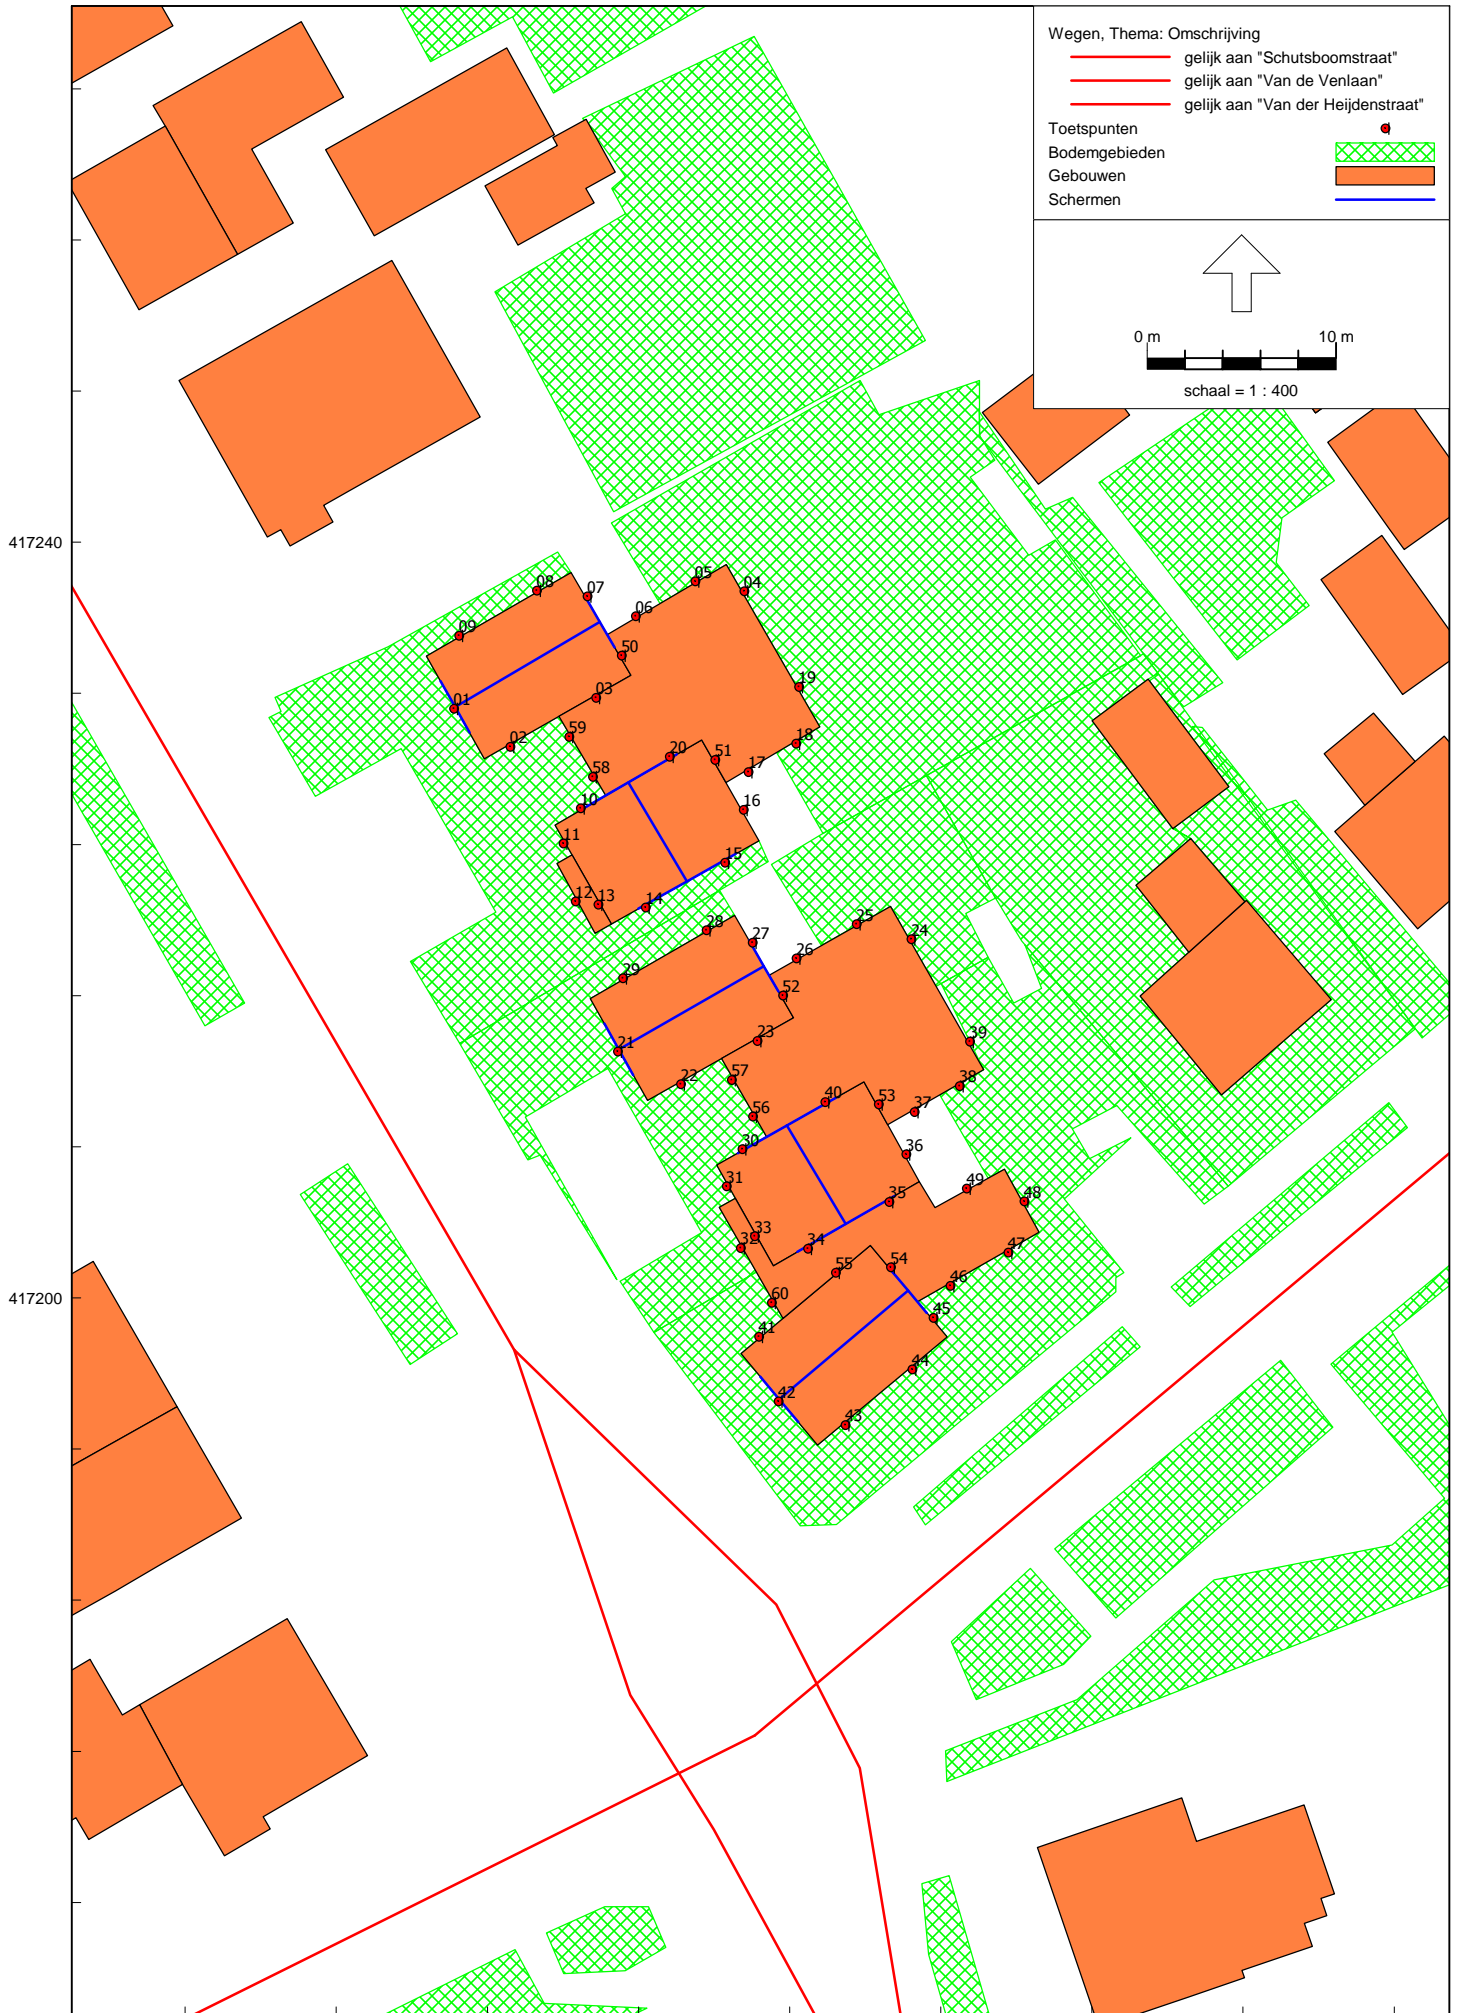 Wegen, Thema: Omschrijving
gelijk aan "Schutsboomstraat"
gelijk aan "Van de Venlaan"
gelijk aan "Van der Heijdenstraat"
Toetspunten
Bodemgebieden
Gebouwen
Schermen
0 m 10 m
schaal = 1 : 400
417240
05
08 07 04
06
09
50
03 19
01
59
02 18
20 51
17
58
10 16
11
15
12 13 14
25
28 27 24
26
29
52
23 39
21
57 38
22
40 53 37
56
30 36
31 49
35 48
33
32 34 47
54
55 46
417200
60
45
41
44
42
43